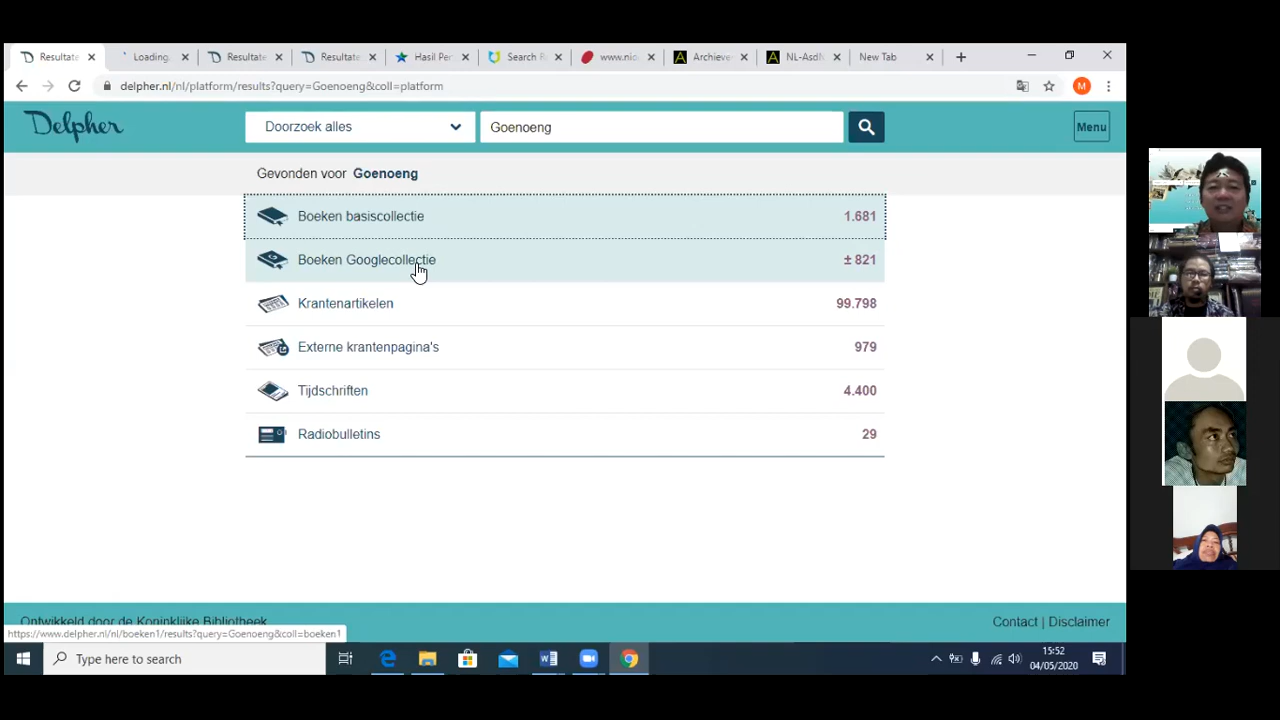 Resultate
Loading.
Resultate
Resultate
Hasil Per
Search R
www.nio
Archieve
NL-AsdN
New Tab
delpher.nl/nl/platform/results?query=Goenoeng&coll=platform
M
Delpher
Doorzoek alles
Goenoeng
Menu
Gevonden voor Goenoeng
Boeken basiscollectie 1.681
Boeken Googlecollectie ± 821
Krantenartikelen 99.798
Externe krantenpagina's 979
Tijdschriften 4.400
Radiobulletins 29
Ontwikkeld door de Koninklijke Bibliotheek
Contact | Disclaimer
https://www.delpher.nl/nl/boeken1/results?query=Goenoeng&coll=boeken1
Type here to search
15:52
04/05/2020